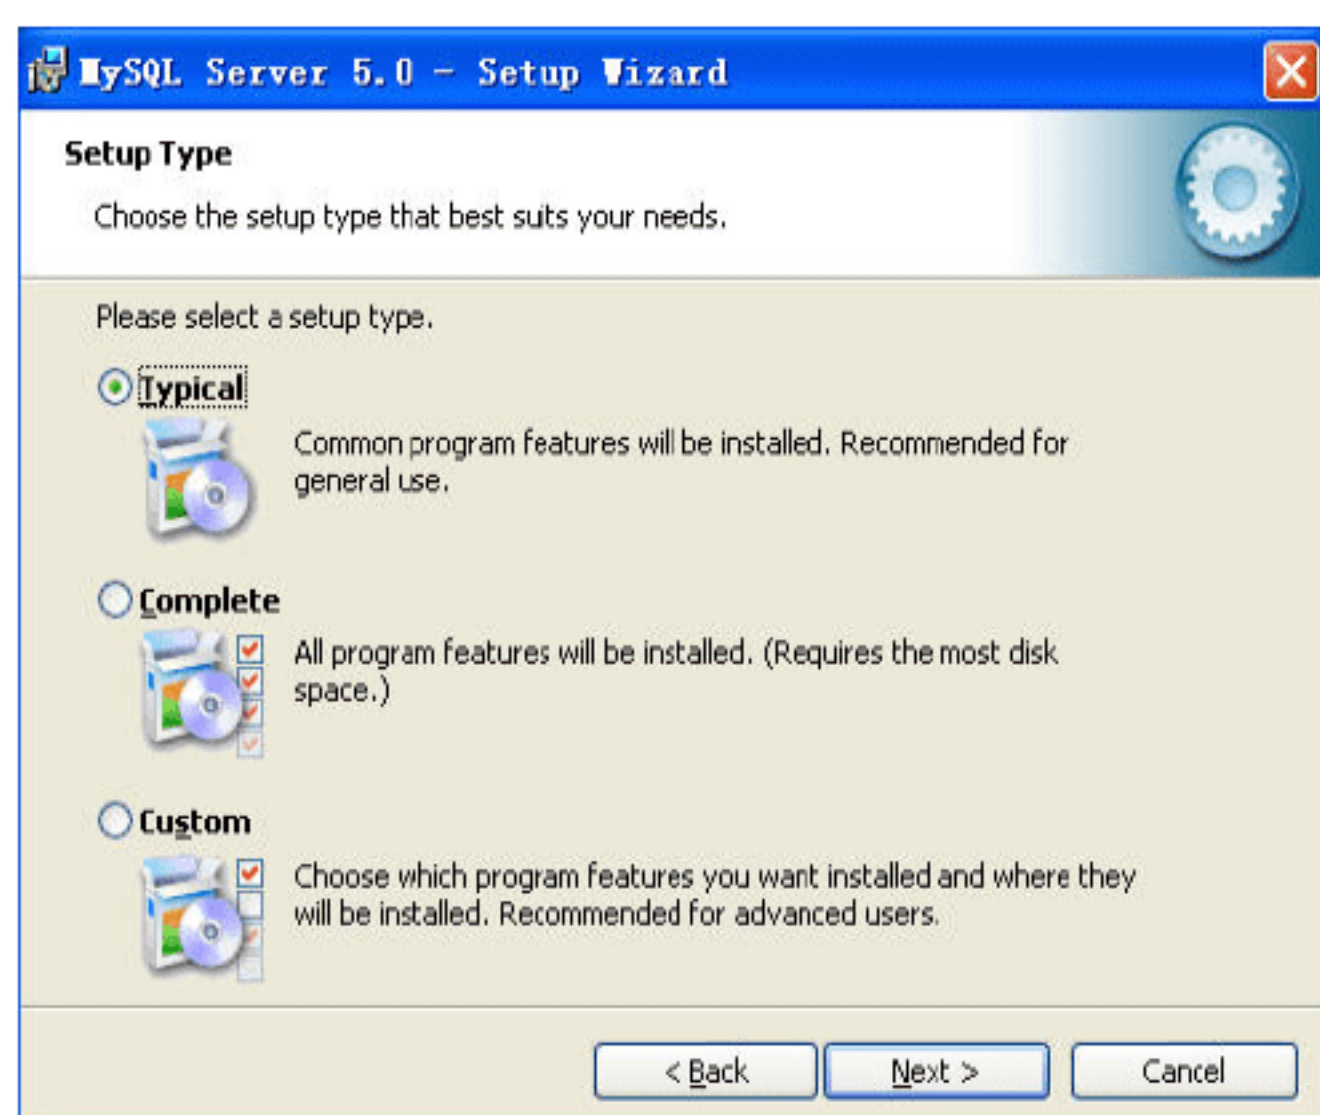 MySQL Server 5.0 - Setup Wizard
Setup Type
Choose the setup type that best suits your needs.
Please select a setup type.
Typical
Common program features will be installed. Recommended for
general use.
Complete
All program features will be installed. (Requires the most disk
space.)
Custom
Choose which program features you want installed and where they
will be installed. Recommended for advanced users.
< Back Next > Cancel